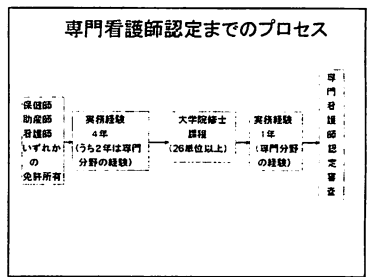 専門看護師認定までのプロセス
保健師
助産師
看護師
いずれか
の
免許所有
実務経験
4年
(うち2年は専門
分野の経験)
大学院修士
課程
(26単位以上)
実務経験
1年
(専門分野
の経験)
専門看護師認定審査